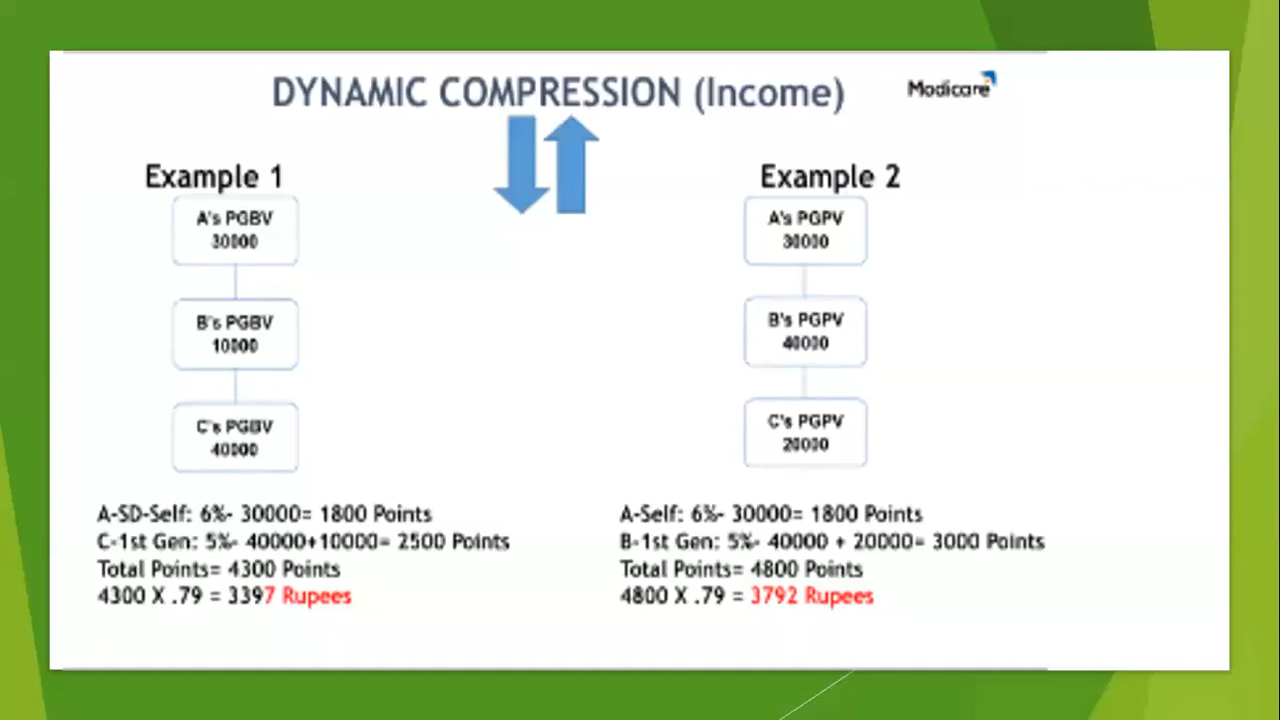 DYNAMIC COMPRESSION (Income)
Modicare
Example 1
A's PGBV
30000
B's PGBV
10000
C's PGBV
40000
A-SD-Self: 6%- 30000= 1800 Points
C-1st Gen: 5%- 40000+10000= 2500 Points
Total Points= 4300 Points
4300 X .79 = 3397 Rupees
Example 2
A's PGPV
30000
B's PGPV
40000
C's PGPV
20000
A-Self: 6%- 30000= 1800 Points
B-1st Gen: 5%- 40000 + 20000= 3000 Points
Total Points= 4800 Points
4800 X .79 = 3792 Rupees